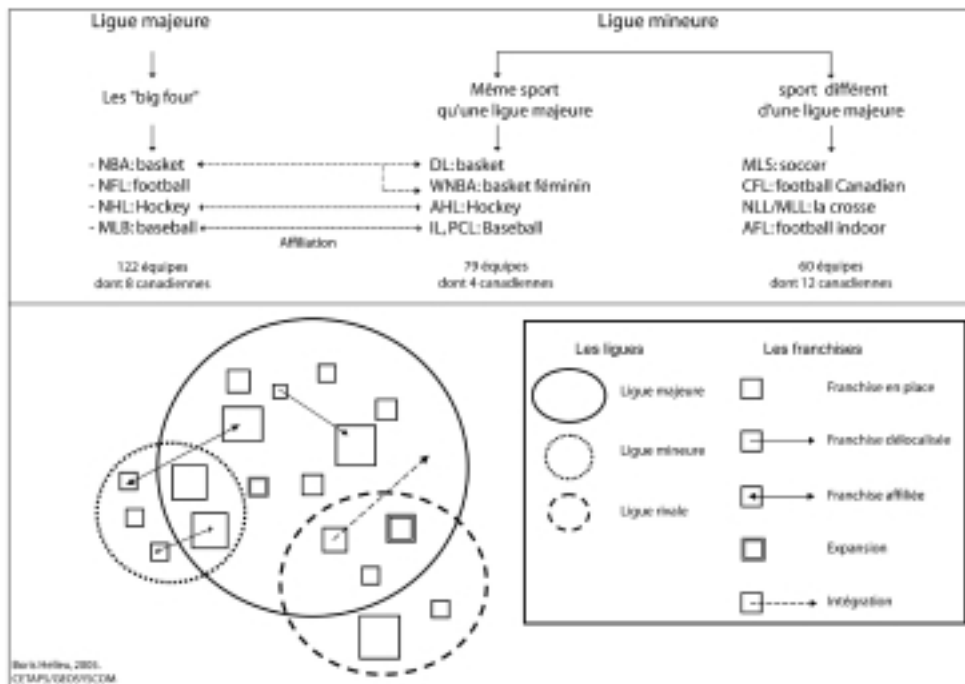 Ligue majeure
Ligue mineure
Les "big four"
Même sport
qu'une ligue majeure
sport différent
d'une ligue majeure
- NBA: basket
- NFL: football
- NHL: Hockey
- MLB: baseball
Affiliation
DL: basket
WNBA: basket féminin
AHL: Hockey
IL, PCL: Baseball
MLS: soccer
CFL: football Canadien
NLL/MLL: la crosse
AFL: football indoor
122 équipes
dont 8 canadiennes
79 équipes
dont 4 canadiennes
60 équipes
dont 12 canadiennes
Les ligues
Ligue majeure
Ligue mineure
Ligue rivale
Les franchises
Franchise en place
Franchise délocalisée
Franchise affiliée
Expansion
Intégration
Boris Helleu, 2005.
CETAPS/GEOSYSCOM